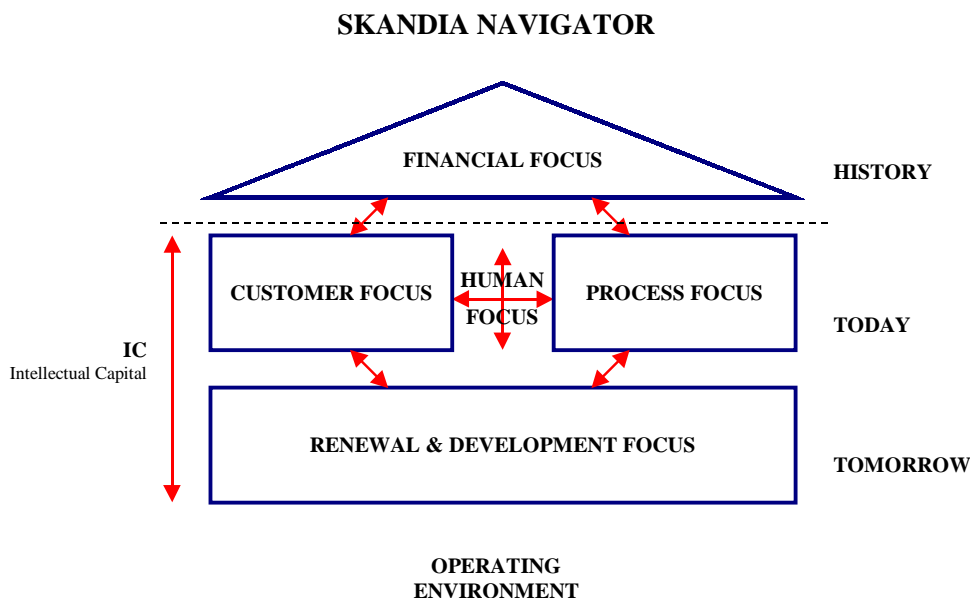 SKANDIA NAVIGATOR
FINANCIAL FOCUS
HISTORY
CUSTOMER FOCUS
HUMAN
FOCUS
PROCESS FOCUS
TODAY
IC
Intellectual Capital
RENEWAL & DEVELOPMENT FOCUS
TOMORROW
OPERATING
ENVIRONMENT